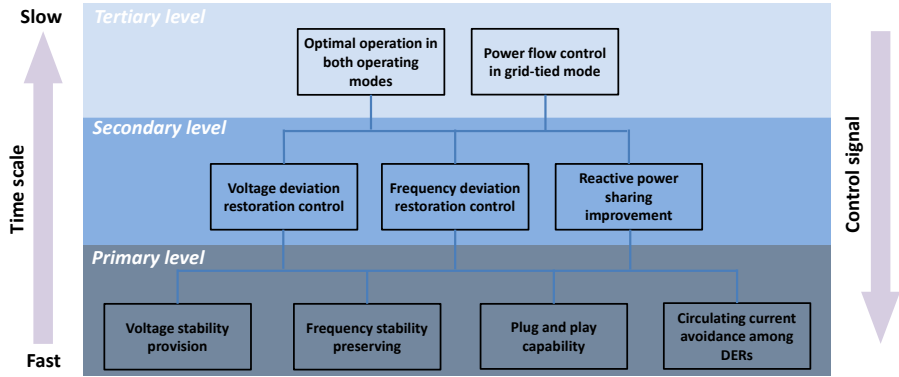 Slow
Tertiary level
Optimal operation in
both operating
modes
Power flow control
in grid-tied mode
Secondary level
Voltage deviation
restoration control
Frequency deviation
restoration control
Reactive power
sharing
improvement
Time scale
Control signal
Primary level
Voltage stability
provision
Frequency stability
preserving
Plug and play
capability
Circulating current
avoidance among
DERs
Fast